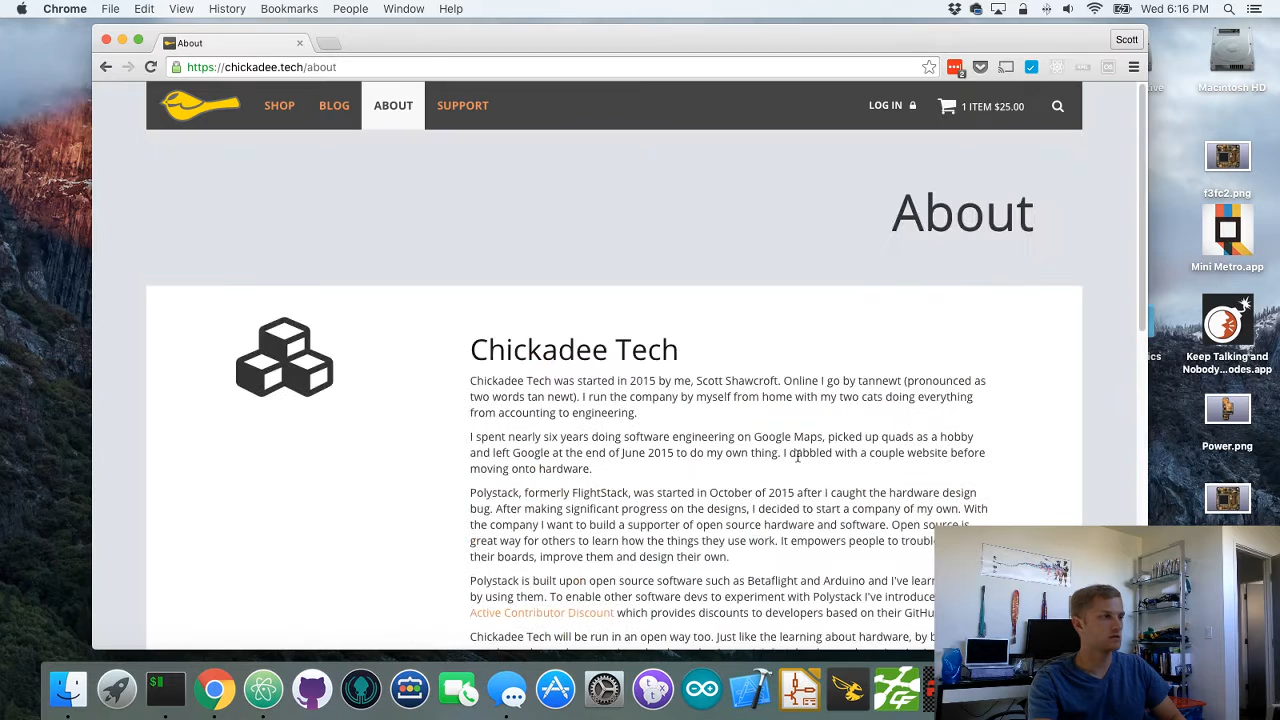 Chrome File Edit View History Bookmarks People Window Help Wed 6:16 PM
About Scott
https://chickadee.tech/about
SHOP BLOG ABOUT SUPPORT LOG IN 1 ITEM $25.00
Macintosh HD
f3fc2.png
About
Mini Metro.app
Chickadee Tech
Keep Talking and
Nobody...odes.app
Chickadee Tech was started in 2015 by me, Scott Shawcroft. Online I go by tannewt (pronounced as
two words tan newt). I run the company by myself from home with my two cats doing everything
from accounting to engineering.
I spent nearly six years doing software engineering on Google Maps, picked up quads as a hobby
and left Google at the end of June 2015 to do my own thing. I dabbled with a couple website before
moving onto hardware.
Power.png
Polystack, formerly FlightStack, was started in October of 2015 after I caught the hardware design
bug. After making significant progress on the designs, I decided to start a company of my own. With
the company I want to build a supporter of open source hardware and software. Open source is
great way for others to learn how the things they use work. It empowers people to
their boards, improve them and design their own.
Polystack is built upon open source software such as Betaflight and Arduino and I've
by using them. To enable other software devs to experiment with Polystack I've
Active Contributor Discount which provides discounts to developers based on their
Chickadee Tech will be run in an open way too. Just like the learning about hardware, by